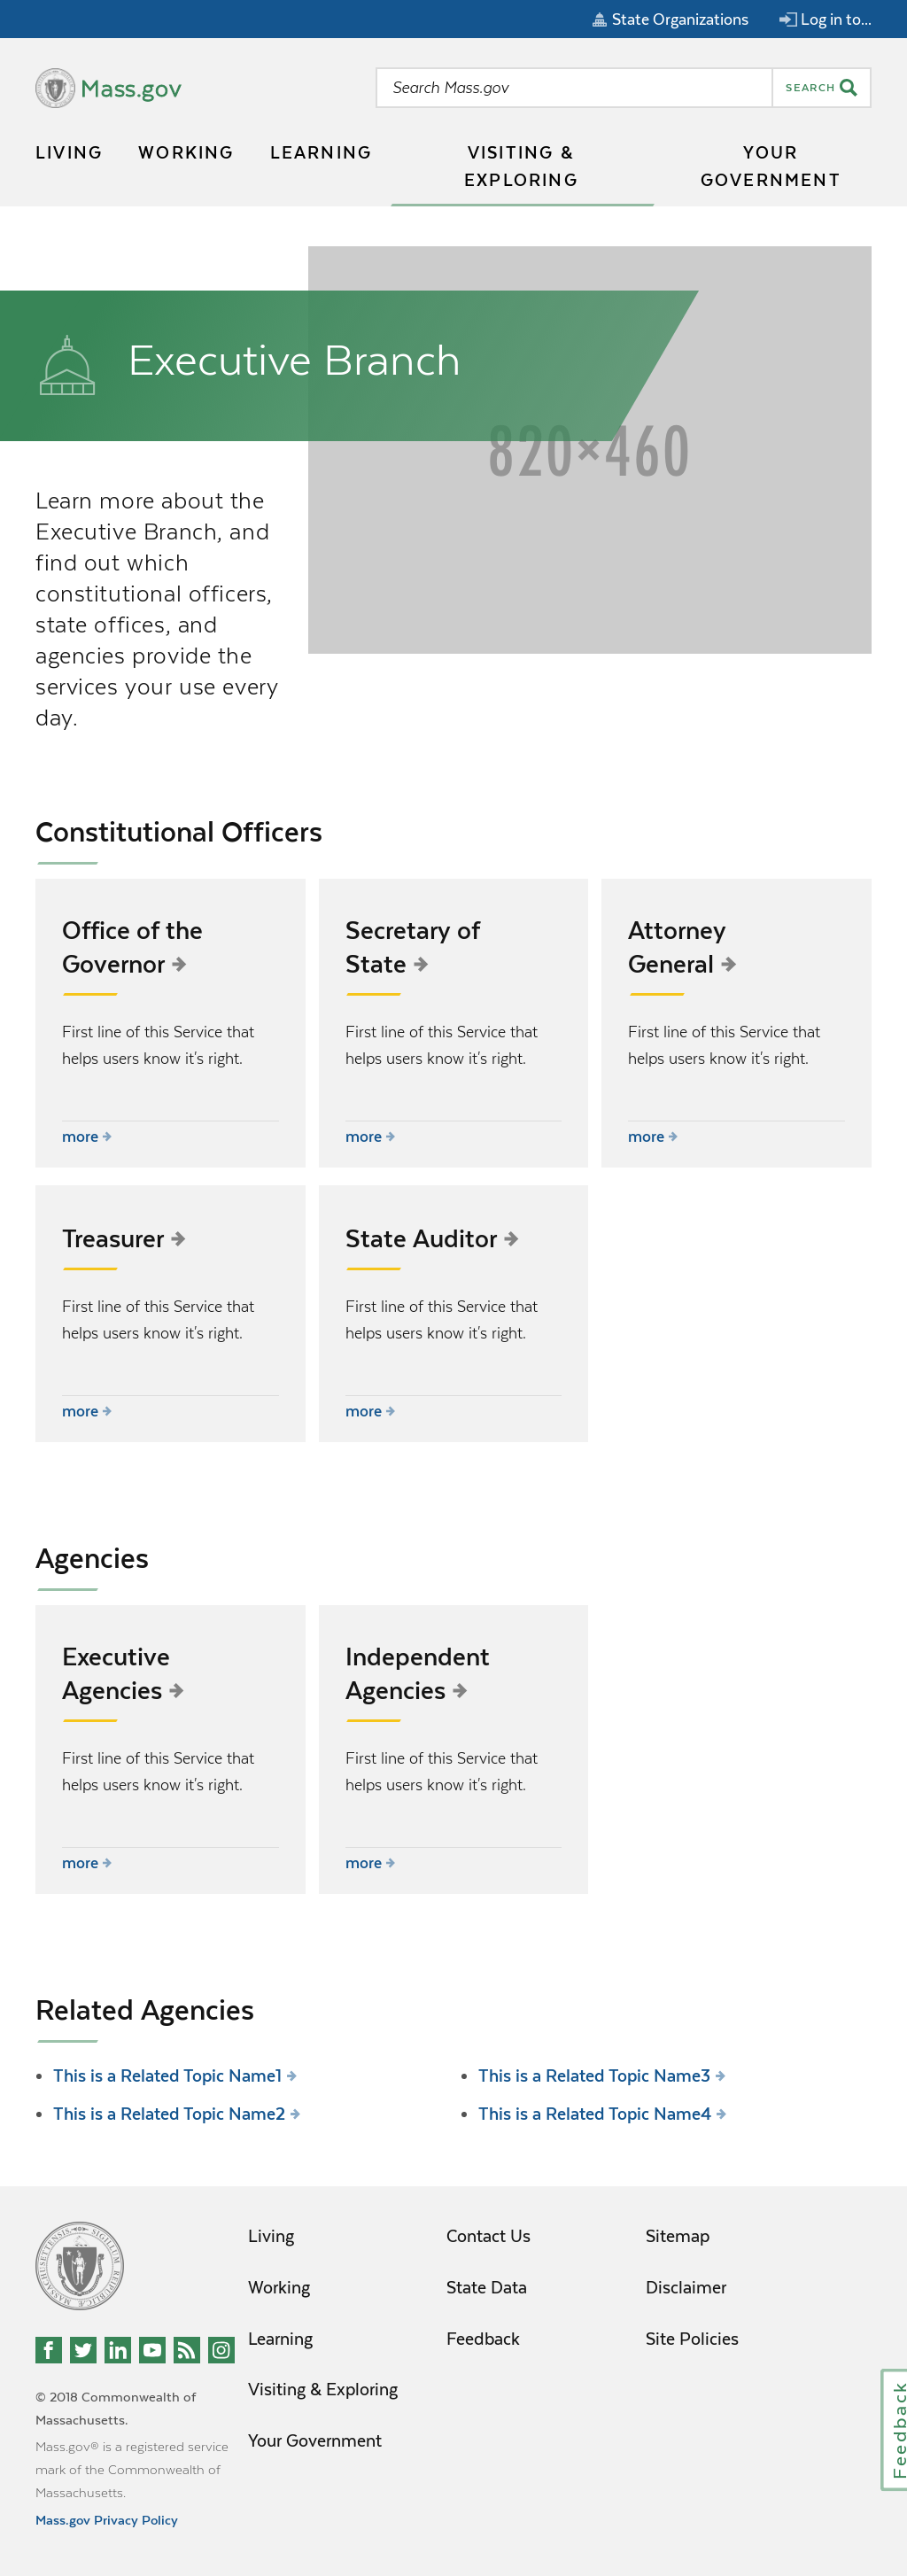 State Organizations
Log in to...
Mass.gov
Search Mass.gov
SEARCH
LIVING
WORKING
LEARNING
VISITING &
EXPLORING
YOUR
GOVERNMENT
Executive Branch
820×460
Learn more about the
Executive Branch, and
find out which
constitutional officers,
state offices, and
agencies provide the
services your use every
day.
Constitutional Officers
Office of the
Governor
First line of this Service that
helps users know it's right.
more
Secretary of
State
First line of this Service that
helps users know it's right.
more
Attorney
General
First line of this Service that
helps users know it's right.
more
Treasurer
First line of this Service that
helps users know it's right.
more
State Auditor
First line of this Service that
helps users know it's right.
more
Agencies
Executive
Agencies
First line of this Service that
helps users know it's right.
more
Independent
Agencies
First line of this Service that
helps users know it's right.
more
Related Agencies
This is a Related Topic Name1
This is a Related Topic Name2
This is a Related Topic Name3
This is a Related Topic Name4
Living
Working
Learning
Visiting & Exploring
Your Government
Contact Us
State Data
Feedback
Sitemap
Disclaimer
Site Policies
© 2018 Commonwealth of
Massachusetts.
Mass.gov® is a registered service
mark of the Commonwealth of
Massachusetts.
Mass.gov Privacy Policy
Feedback